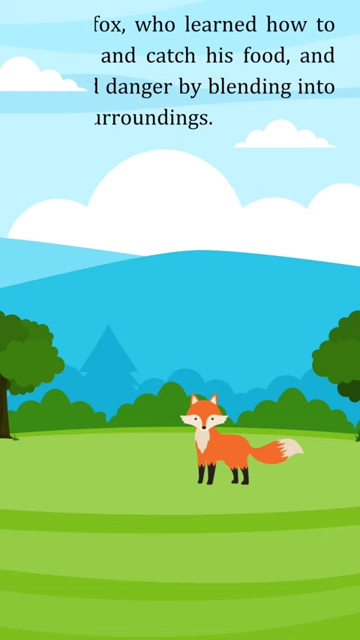 fox, who learned how to
and catch his food, and
danger by blending into
urroundings.